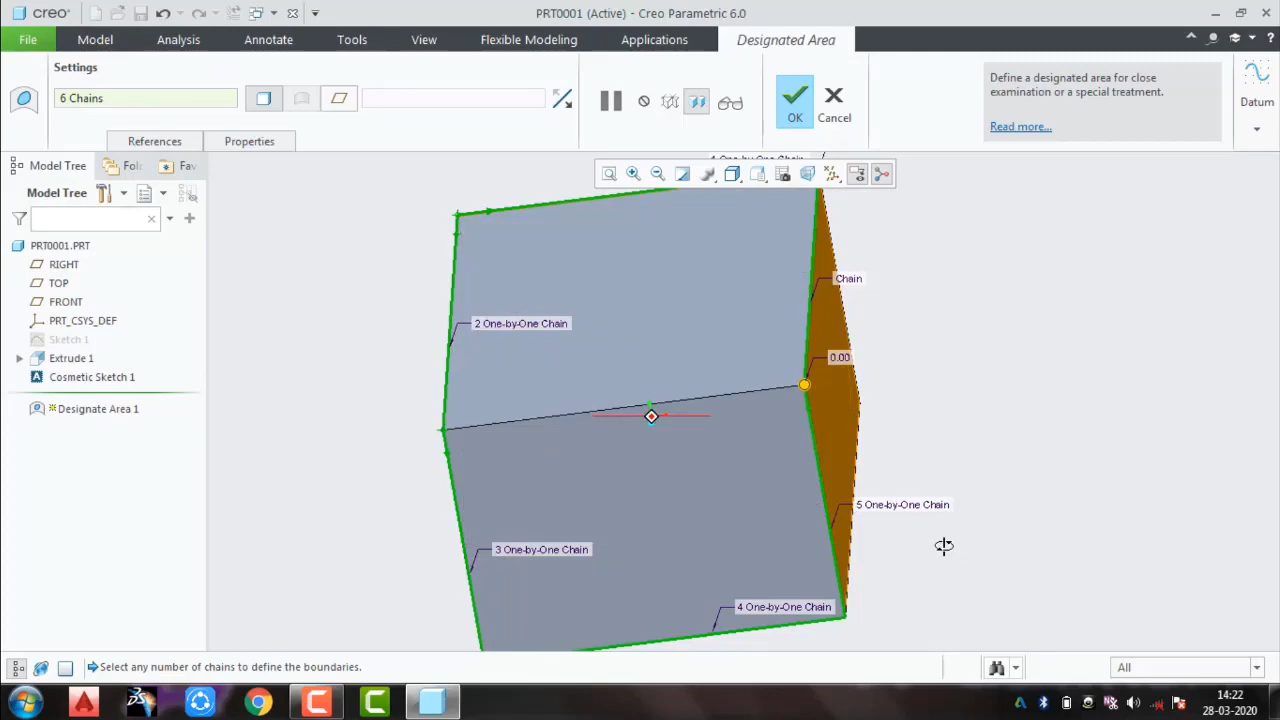 creo
PRT0001 (Active) - Creo Parametric 6.0
File
Model
Analysis
Annotate
Tools
View
Flexible Modeling
Applications
Designated Area
Settings
6 Chains
OK
Cancel
Define a designated area for close
examination or a special treatment.
Read more...
Datum
References
Properties
Model Tree
Fol
Fav
Model Tree
PRT0001.PRT
RIGHT
TOP
FRONT
PRT_CSYS_DEF
Sketch 1
Extrude 1
Cosmetic Sketch 1
Designate Area 1
Chain
2 One-by-One Chain
0.00
5 One-by-One Chain
3 One-by-One Chain
4 One-by-One Chain
Select any number of chains to define the boundaries.
All
14:22
28-03-2020